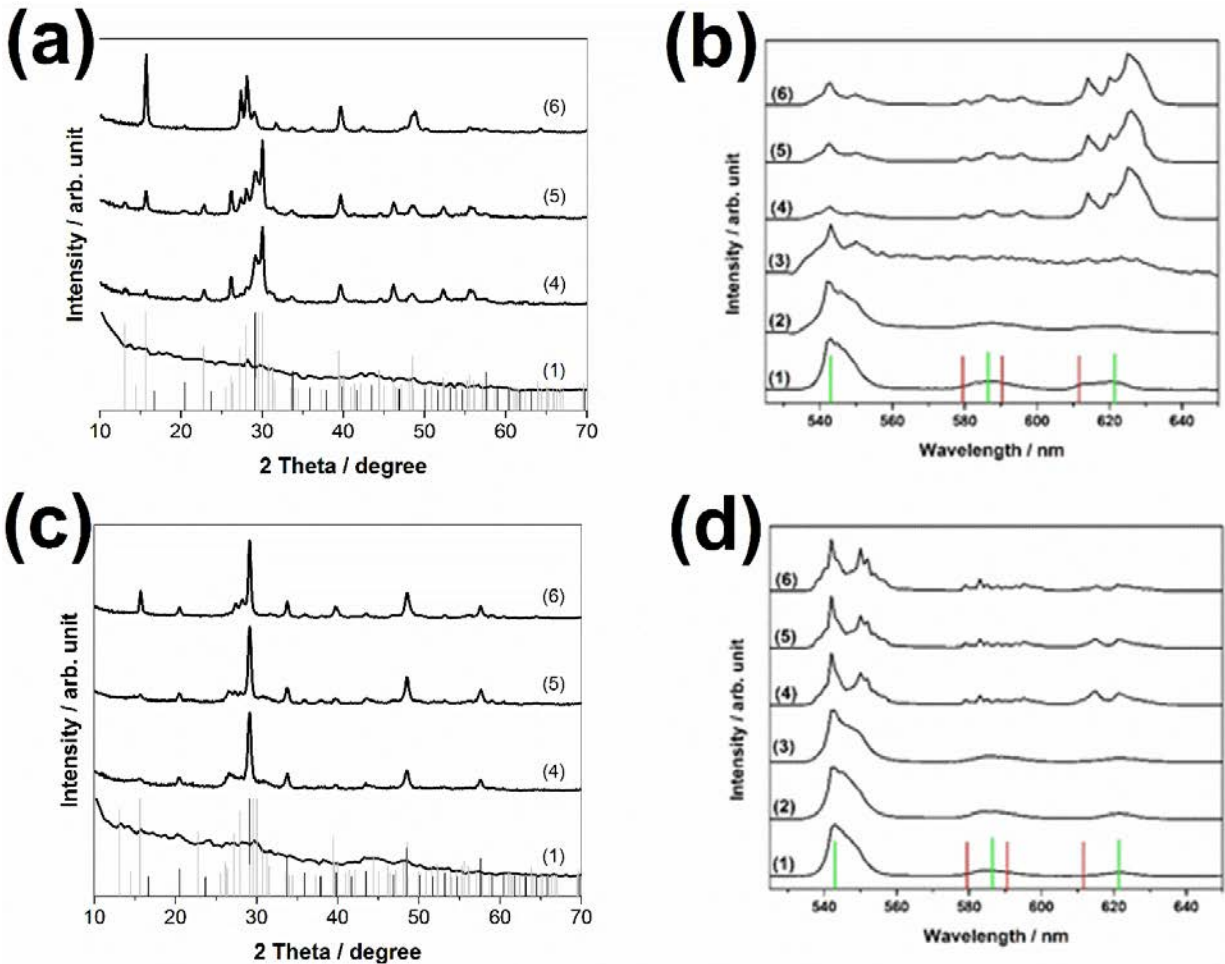 (a)
Intensity / arb. unit
(6)
(5)
(4)
(1)
10 20 30 40 50 60 70
2 Theta / degree
(b)
Intensity / arb. unit
(6)
(5)
(4)
(3)
(2)
(1)
540 560 580 600 620 640
Wavelength / nm
(c)
Intensity / arb. unit
(6)
(5)
(4)
(1)
10 20 30 40 50 60 70
2 Theta / degree
(d)
Intensity / arb. unit
(6)
(5)
(4)
(3)
(2)
(1)
540 560 580 600 620 640
Wavelength / nm